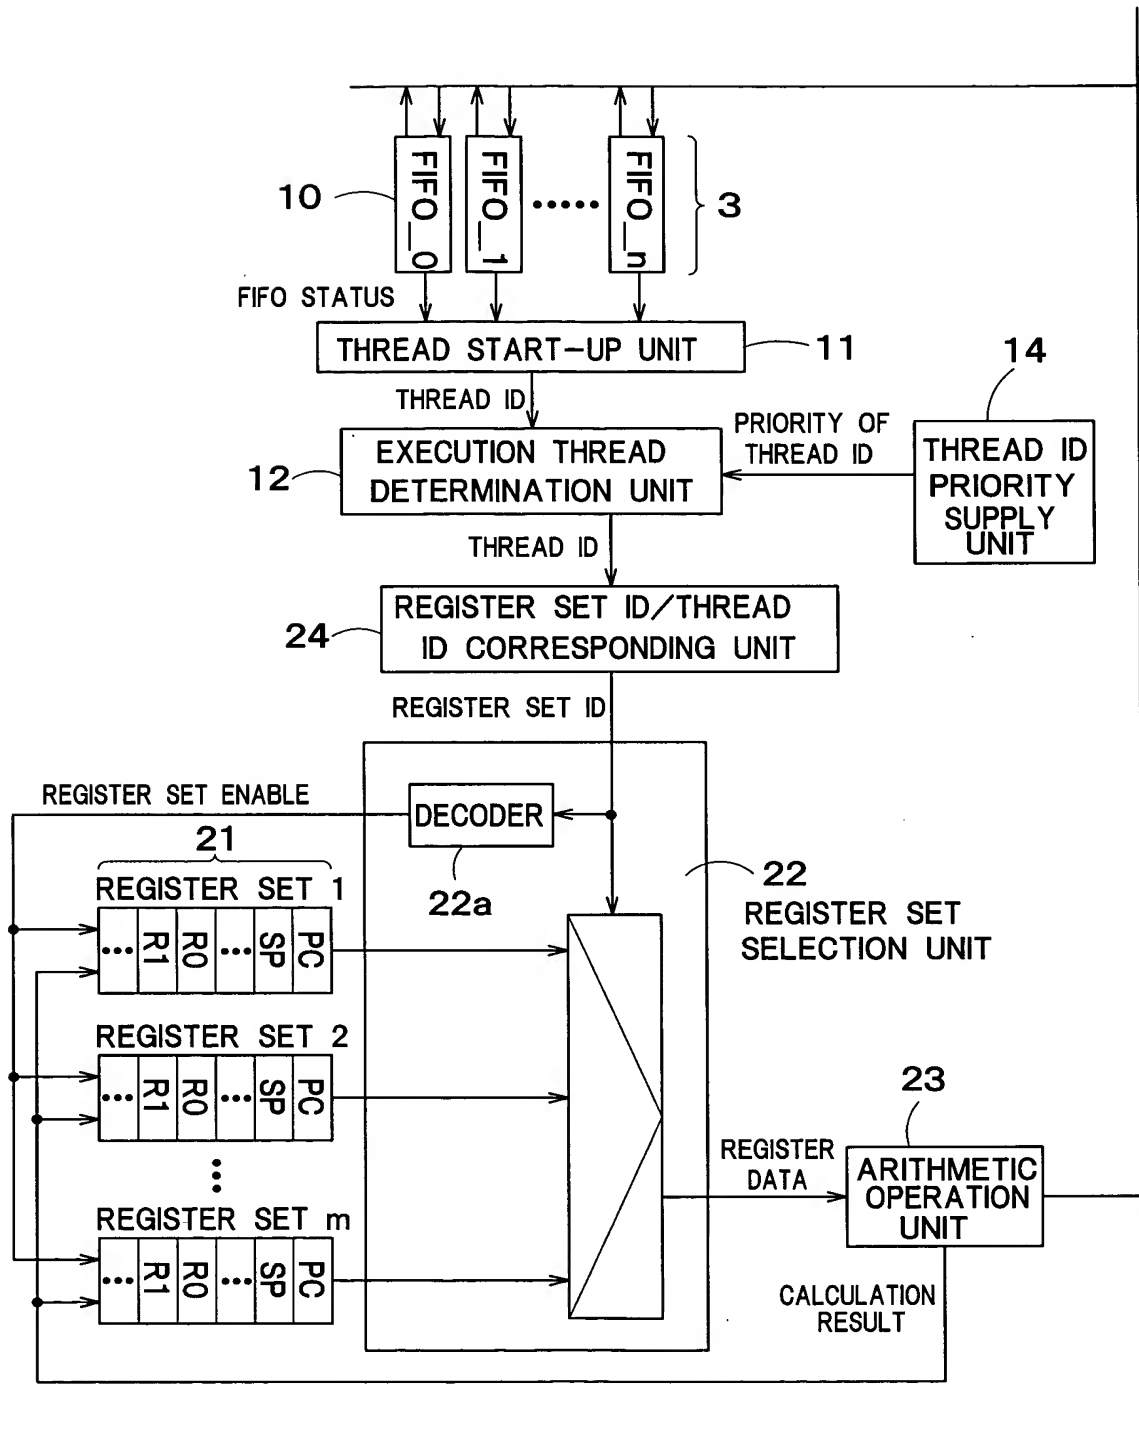 FIFO_0
FIFO_1
FIFO_n
10
3
FIFO STATUS
THREAD START-UP UNIT
11
14
THREAD ID
PRIORITY OF
THREAD ID
THREAD ID
PRIORITY
SUPPLY
UNIT
12
EXECUTION THREAD
DETERMINATION UNIT
THREAD ID
24
REGISTER SET ID/THREAD
ID CORRESPONDING UNIT
REGISTER SET ID
REGISTER SET ENABLE
DECODER
22a
22
REGISTER SET
SELECTION UNIT
21
REGISTER SET 1
... R1 R0 ... SP PC
REGISTER SET 2
... R1 R0 ... SP PC
REGISTER SET m
... R1 R0 ... SP PC
23
REGISTER
DATA
ARITHMETIC
OPERATION
UNIT
CALCULATION
RESULT